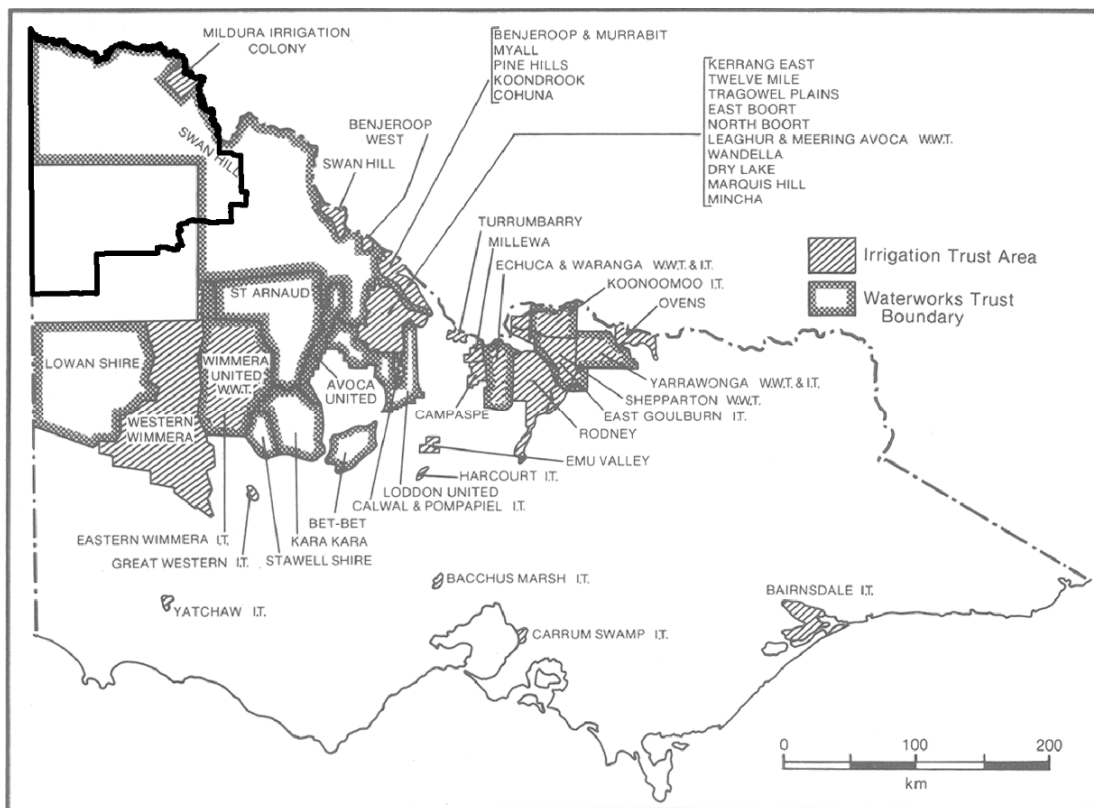 MILDURA IRRIGATION
COLONY
SWAN HILL
BENJEROOP
WEST
SWAN HILL
BENJEROOP & MURRABIT
MYALL
PINE HILLS
KOONDROOK
COHUNA
KERRANG EAST
TWELVE MILE
TRAGOWEL PLAINS
EAST BOORT
NORTH BOORT
LEAGHUR & MEERING AVOCA W.W.T.
WANDELLA
DRY LAKE
MARQUIS HILL
MINCHA
TURRUMBARRY
MILLEWA
ECHUCA & WARANGA W.W.T. & I.T.
KOONOOMOO I.T.
OVENS
Irrigation Trust Area
Waterworks Trust
Boundary
ST ARNAUD
LOWAN SHIRE
WIMMERA
UNITED
W.W.T.
AVOCA
UNITED
WESTERN
WIMMERA
CAMPASPE
YARRAWONGA W.W.T. & I.T.
SHEPPARTON W.W.T.
EAST GOULBURN I.T.
RODNEY
EMU VALLEY
HARCOURT I.T.
LODDON UNITED
CALWAL & POMPAPIEL I.T.
BET-BET
KARA KARA
STAWELL SHIRE
EASTERN WIMMERA I.T.
GREAT WESTERN I.T.
YATCHAW I.T.
BACCHUS MARSH I.T.
CARRUM SWAMP I.T.
BAIRNSDALE I.T.
0 100 200
km